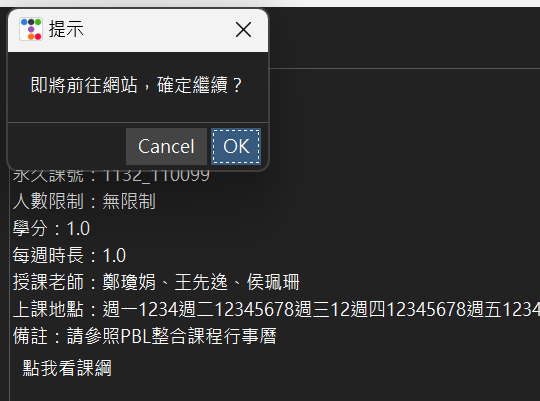 提示
即將前往網站，確定繼續？
Cancel OK
永久課號：1132_110099
人數限制：無限制
學分：1.0
每週時長：1.0
授課老師：鄭瓊娟、王先逸、侯珮珊
上課地點：週一1234週二12345678週三12週四12345678週五1234
備註：請參照PBL整合課程行事曆
點我看課綱